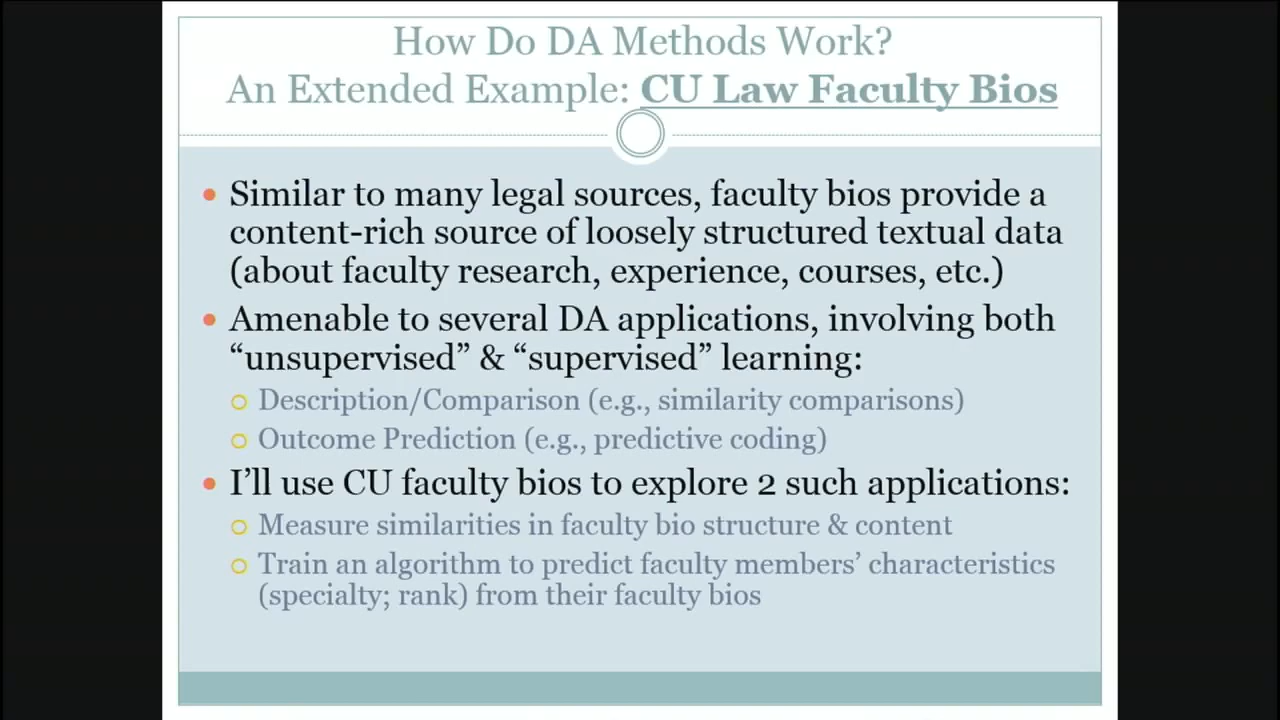 How Do DA Methods Work?
An Extended Example: CU Law Faculty Bios
• Similar to many legal sources, faculty bios provide a
content-rich source of loosely structured textual data
(about faculty research, experience, courses, etc.)
• Amenable to several DA applications, involving both
“unsupervised” & “supervised” learning:
○ Description/Comparison (e.g., similarity comparisons)
○ Outcome Prediction (e.g., predictive coding)
• I’ll use CU faculty bios to explore 2 such applications:
○ Measure similarities in faculty bio structure & content
○ Train an algorithm to predict faculty members’ characteristics
(specialty; rank) from their faculty bios